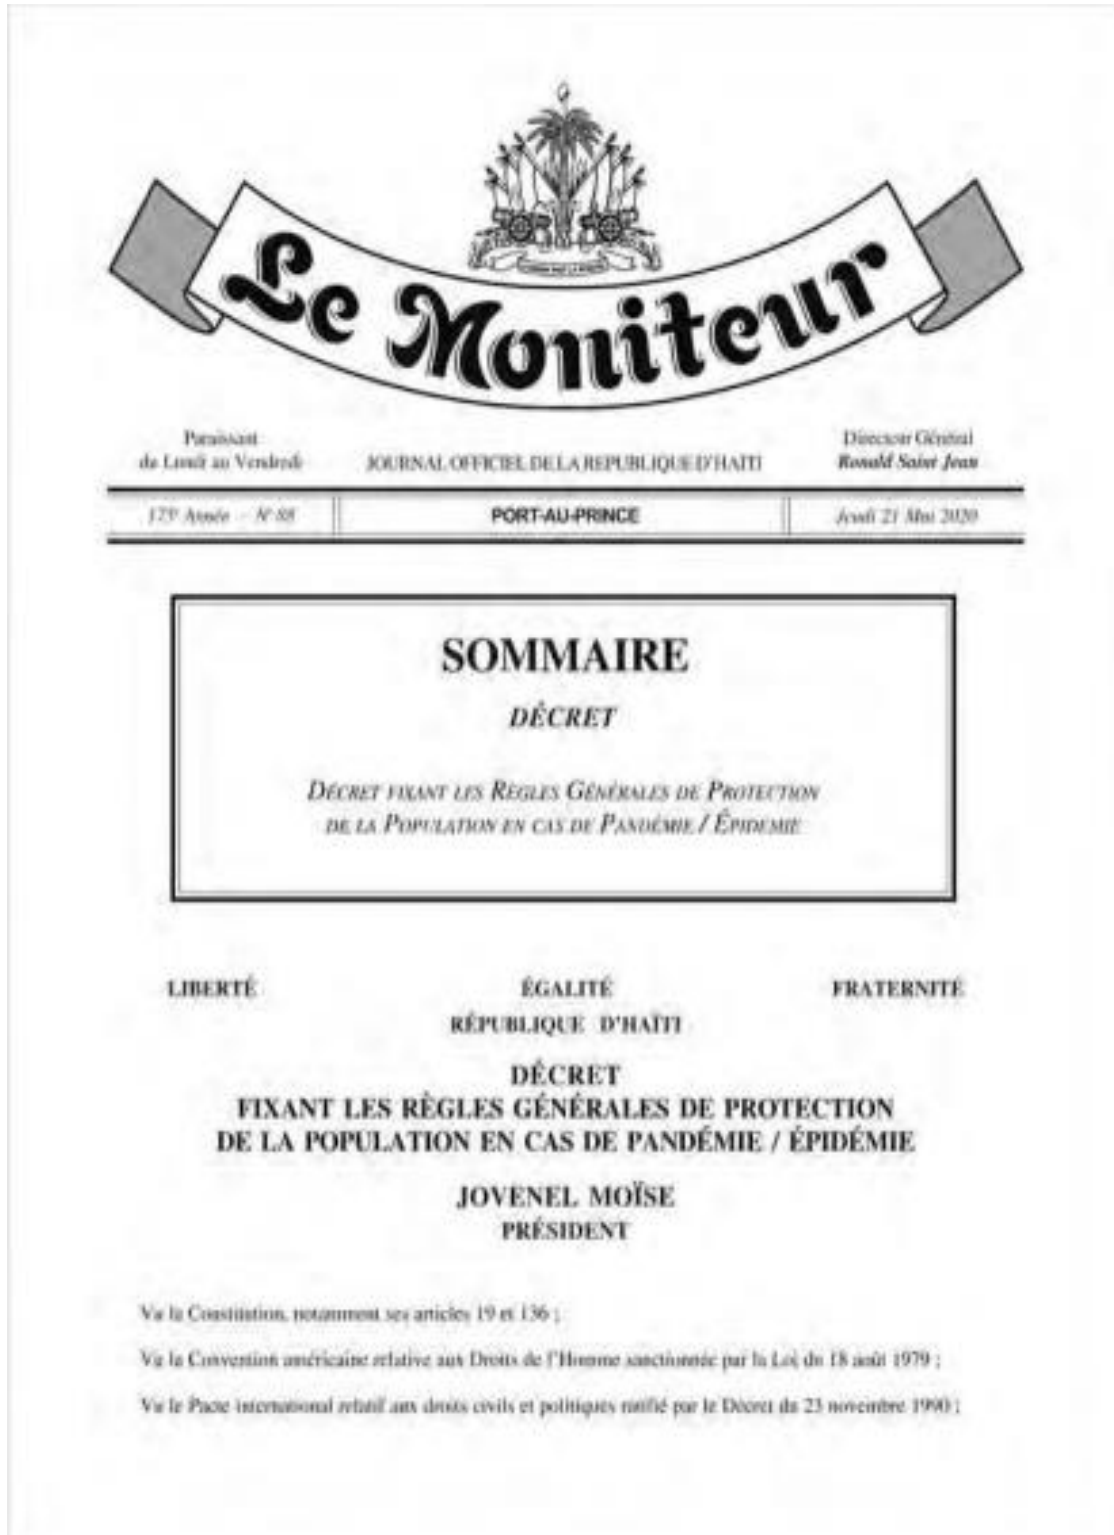 Le Moniteur
Paraissant
du Lundi au Vendredi
JOURNAL OFFICIEL DE LA REPUBLIQUE D'HAITI
Directeur Général
Ronald Saint Jean
175e Année – N° 88
PORT-AU-PRINCE
Jeudi 21 Mai 2020
SOMMAIRE
DÉCRET
DÉCRET FIXANT LES RÈGLES GÉNÉRALES DE PROTECTION
DE LA POPULATION EN CAS DE PANDÉMIE / ÉPIDEMIE
LIBERTÉ ÉGALITÉ FRATERNITÉ
RÉPUBLIQUE D'HAÏTI
DÉCRET
FIXANT LES RÈGLES GÉNÉRALES DE PROTECTION
DE LA POPULATION EN CAS DE PANDÉMIE / ÉPIDÉMIE
JOVENEL MOÏSE
PRÉSIDENT
Vu la Constitution, notamment ses articles 19 et 136 ;
Vu la Convention américaine relative aux Droits de l'Homme sanctionnée par la Loi du 18 août 1979 ;
Vu le Pacte international relatif aux droits civils et politiques ratifié par le Décret du 23 novembre 1990 ;